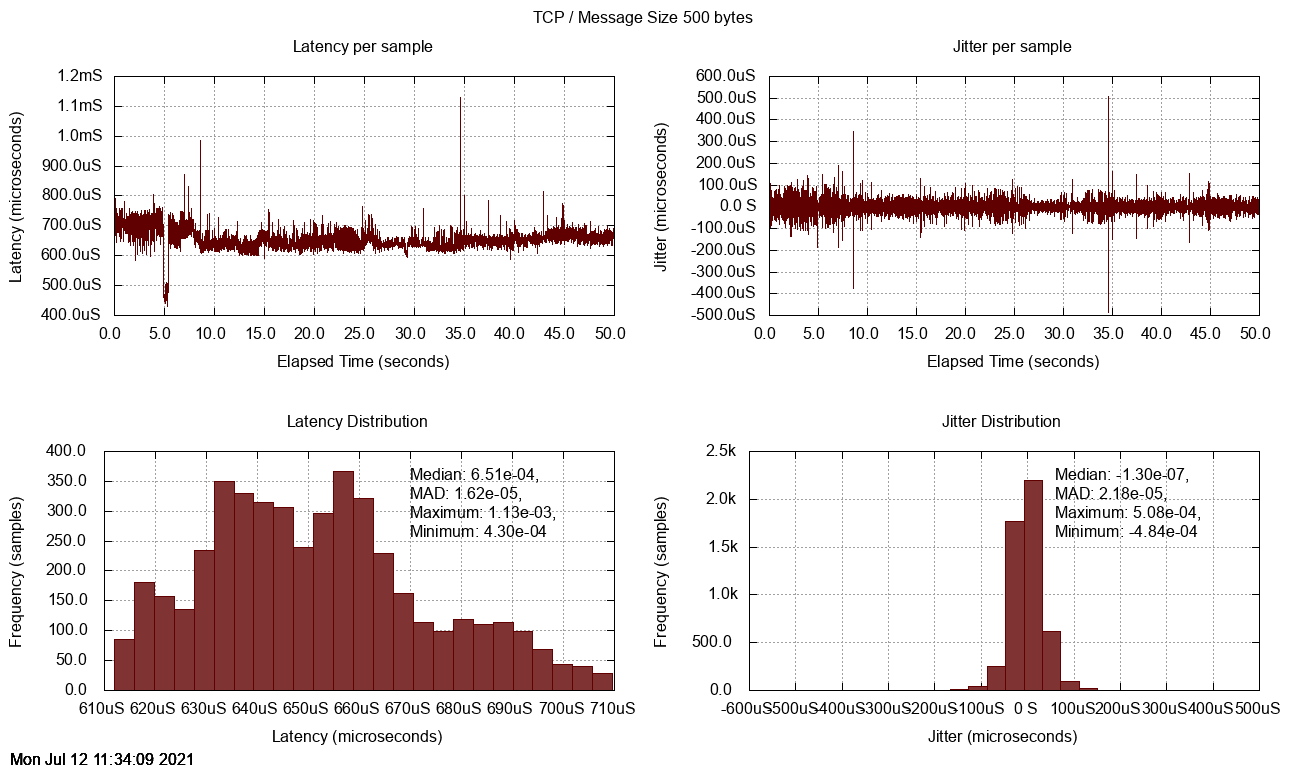 TCP / Message Size 500 bytes
Latency per sample
1.2mS
1.1mS
1.0mS
900.0uS
800.0uS
700.0uS
600.0uS
500.0uS
400.0uS
Latency (microseconds)
0.0 5.0 10.0 15.0 20.0 25.0 30.0 35.0 40.0 45.0 50.0
Elapsed Time (seconds)
Jitter per sample
600.0uS
500.0uS
400.0uS
300.0uS
200.0uS
100.0uS
0.0 S
-100.0uS
-200.0uS
-300.0uS
-400.0uS
-500.0uS
Jitter (microseconds)
0.0 5.0 10.0 15.0 20.0 25.0 30.0 35.0 40.0 45.0 50.0
Elapsed Time (seconds)
Latency Distribution
400.0
350.0
300.0
250.0
200.0
150.0
100.0
50.0
0.0
Frequency (samples)
Median: 6.51e-04,
MAD: 1.62e-05,
Maximum: 1.13e-03,
Minimum: 4.30e-04
610uS 620uS 630uS 640uS 650uS 660uS 670uS 680uS 690uS 700uS 710uS
Latency (microseconds)
Jitter Distribution
2.5k
2.0k
1.5k
1.0k
500.0
0.0
Frequency (samples)
Median: -1.30e-07,
MAD: 2.18e-05,
Maximum: 5.08e-04,
Minimum: -4.84e-04
-600uS -500uS -400uS -300uS -200uS -100uS 0 S 100uS 200uS 300uS 400uS 500uS
Jitter (microseconds)
Mon Jul 12 11:34:09 2021